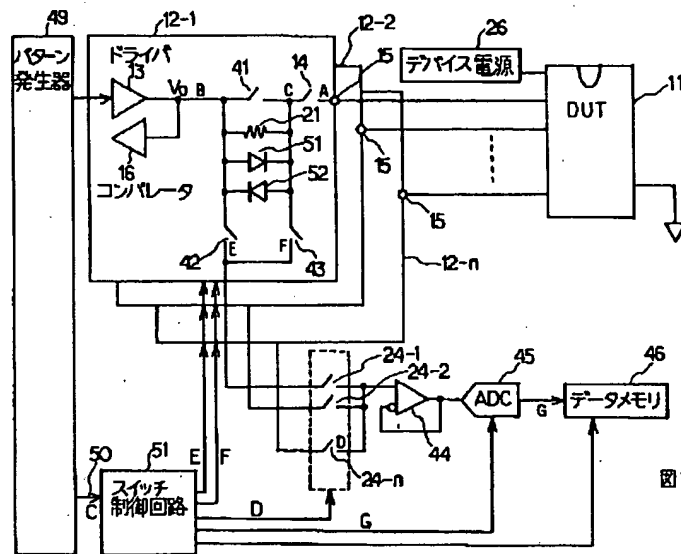 49
12-1
12-2
パターン
発生器
ドライバ
13
V₀
B
41
C
14
A
15
26
デバイス電源
11
DUT
21
51
16
52
15
コンパレータ
15
42
E
F
43
12-n
24-1
24-2
45
46
ADC
G
データメモリ
D
44
24-n
50
C
51
E
F
スイッチ
制御回路
D
G
図